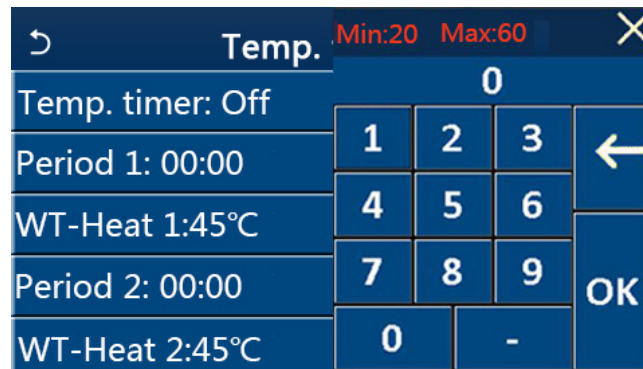 Temp.
Temp. timer: Off
Period 1: 00:00
WT-Heat 1:45℃
Period 2: 00:00
WT-Heat 2:45℃
Min:20 Max:60
0
1 2 3
4 5 6
7 8 9
OK
0 -